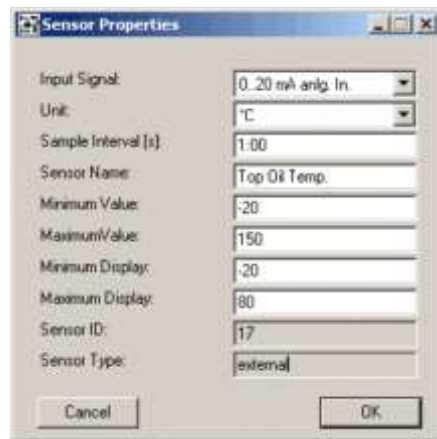 Sensor Properties
Input Signal: 0..20 mA anlg. In.
Unit: °C
Sample Interval [s]: 1.00
Sensor Name: Top Oil Temp.
Minimum Value: -20
MaximumValue: 150
Minimum Display: -20
Maximum Display: 80
Sensor ID: 17
Sensor Type: external
Cancel OK